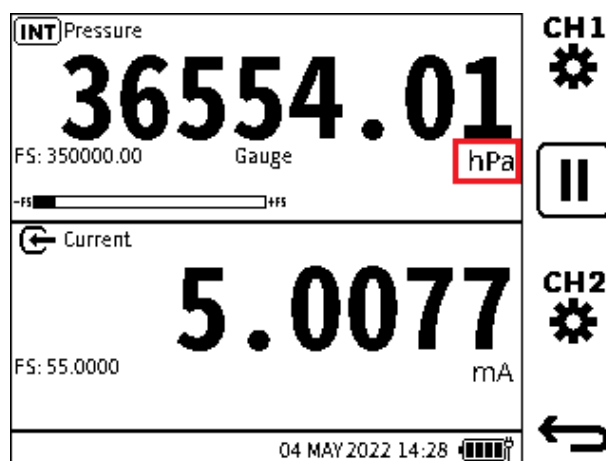 INT Pressure
36554.01
FS: 350000.00 Gauge hPa
-FS +FS
Current
5.0077
FS: 55.0000 mA
04 MAY 2022 14:28
CH1
CH2